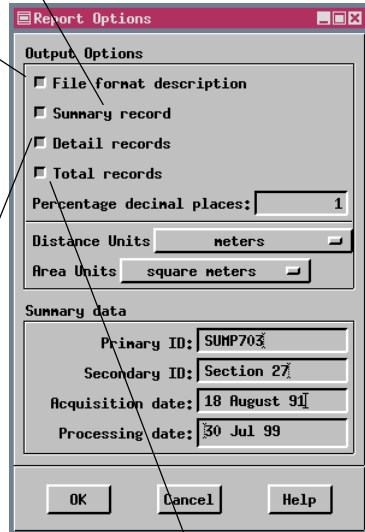 Report Options
Output Options
File format description
Summary record
Detail records
Total records
Percentage decimal places: 1
Distance Units meters
Area Units square meters
Summary data
Primary ID: SUMP703
Secondary ID: Section 27
Acquisition date: 18 August 91
Processing date: 30 Jul 99
OK Cancel Help